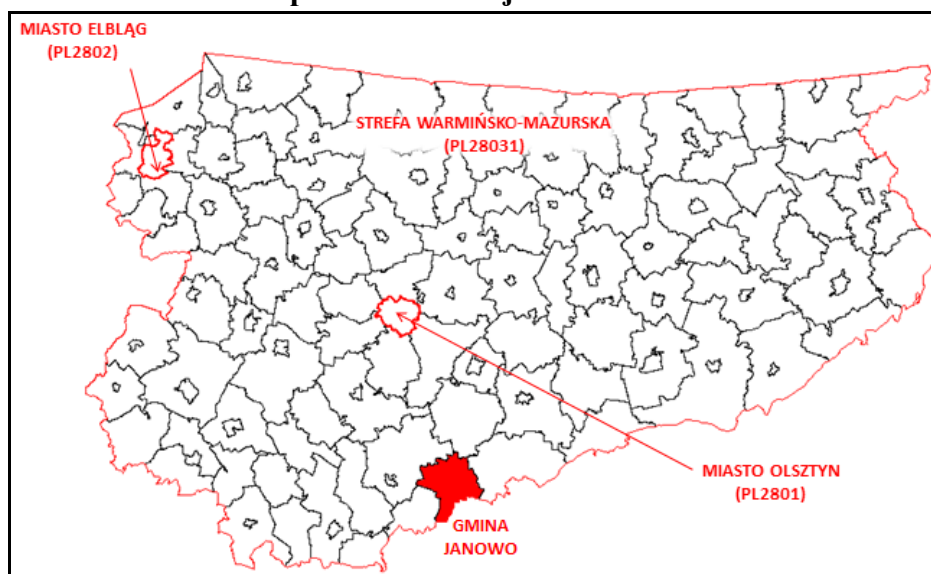 MIASTO ELBLĄG
(PL2802)
STREFA WARMIŃSKO-MAZURSKA
(PL28031)
MIASTO OLSZTYN
(PL2801)
GMINA
JANOWO